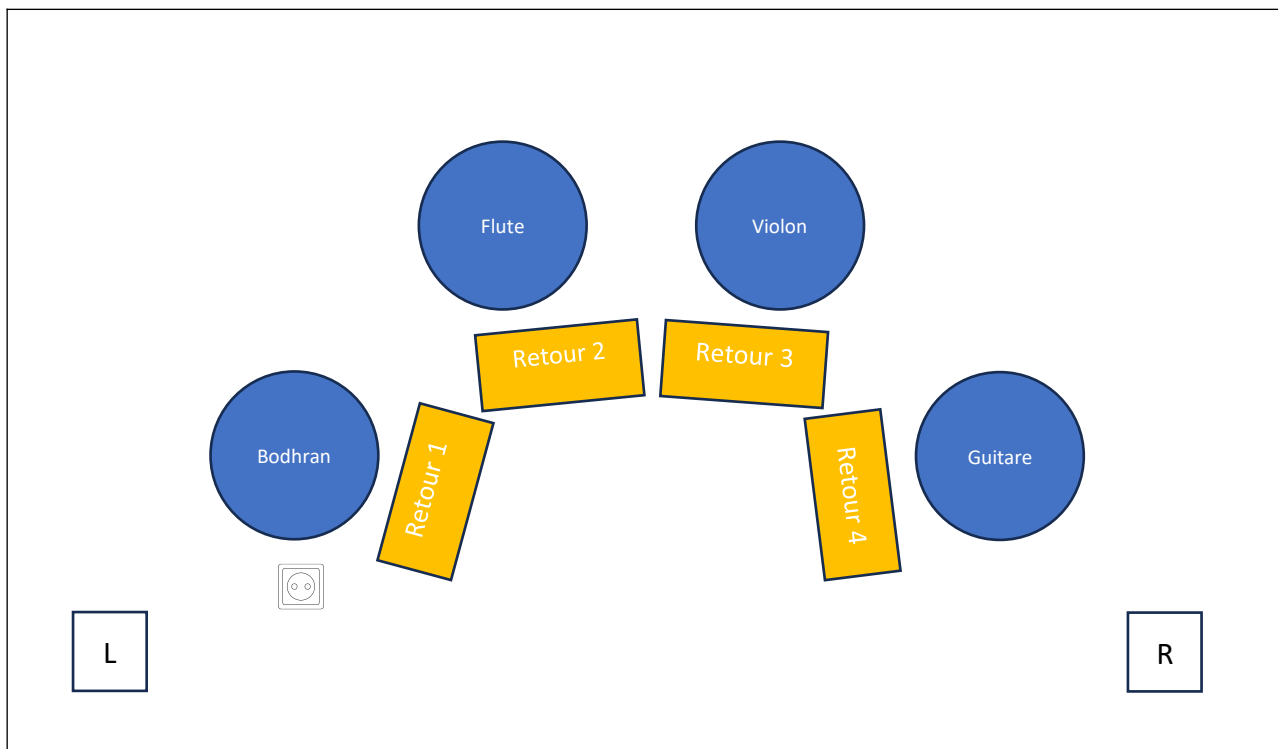 Flute
Violon
Retour 2
Retour 3
Bodhran
Retour 1
Retour 4
Guitare
L
R